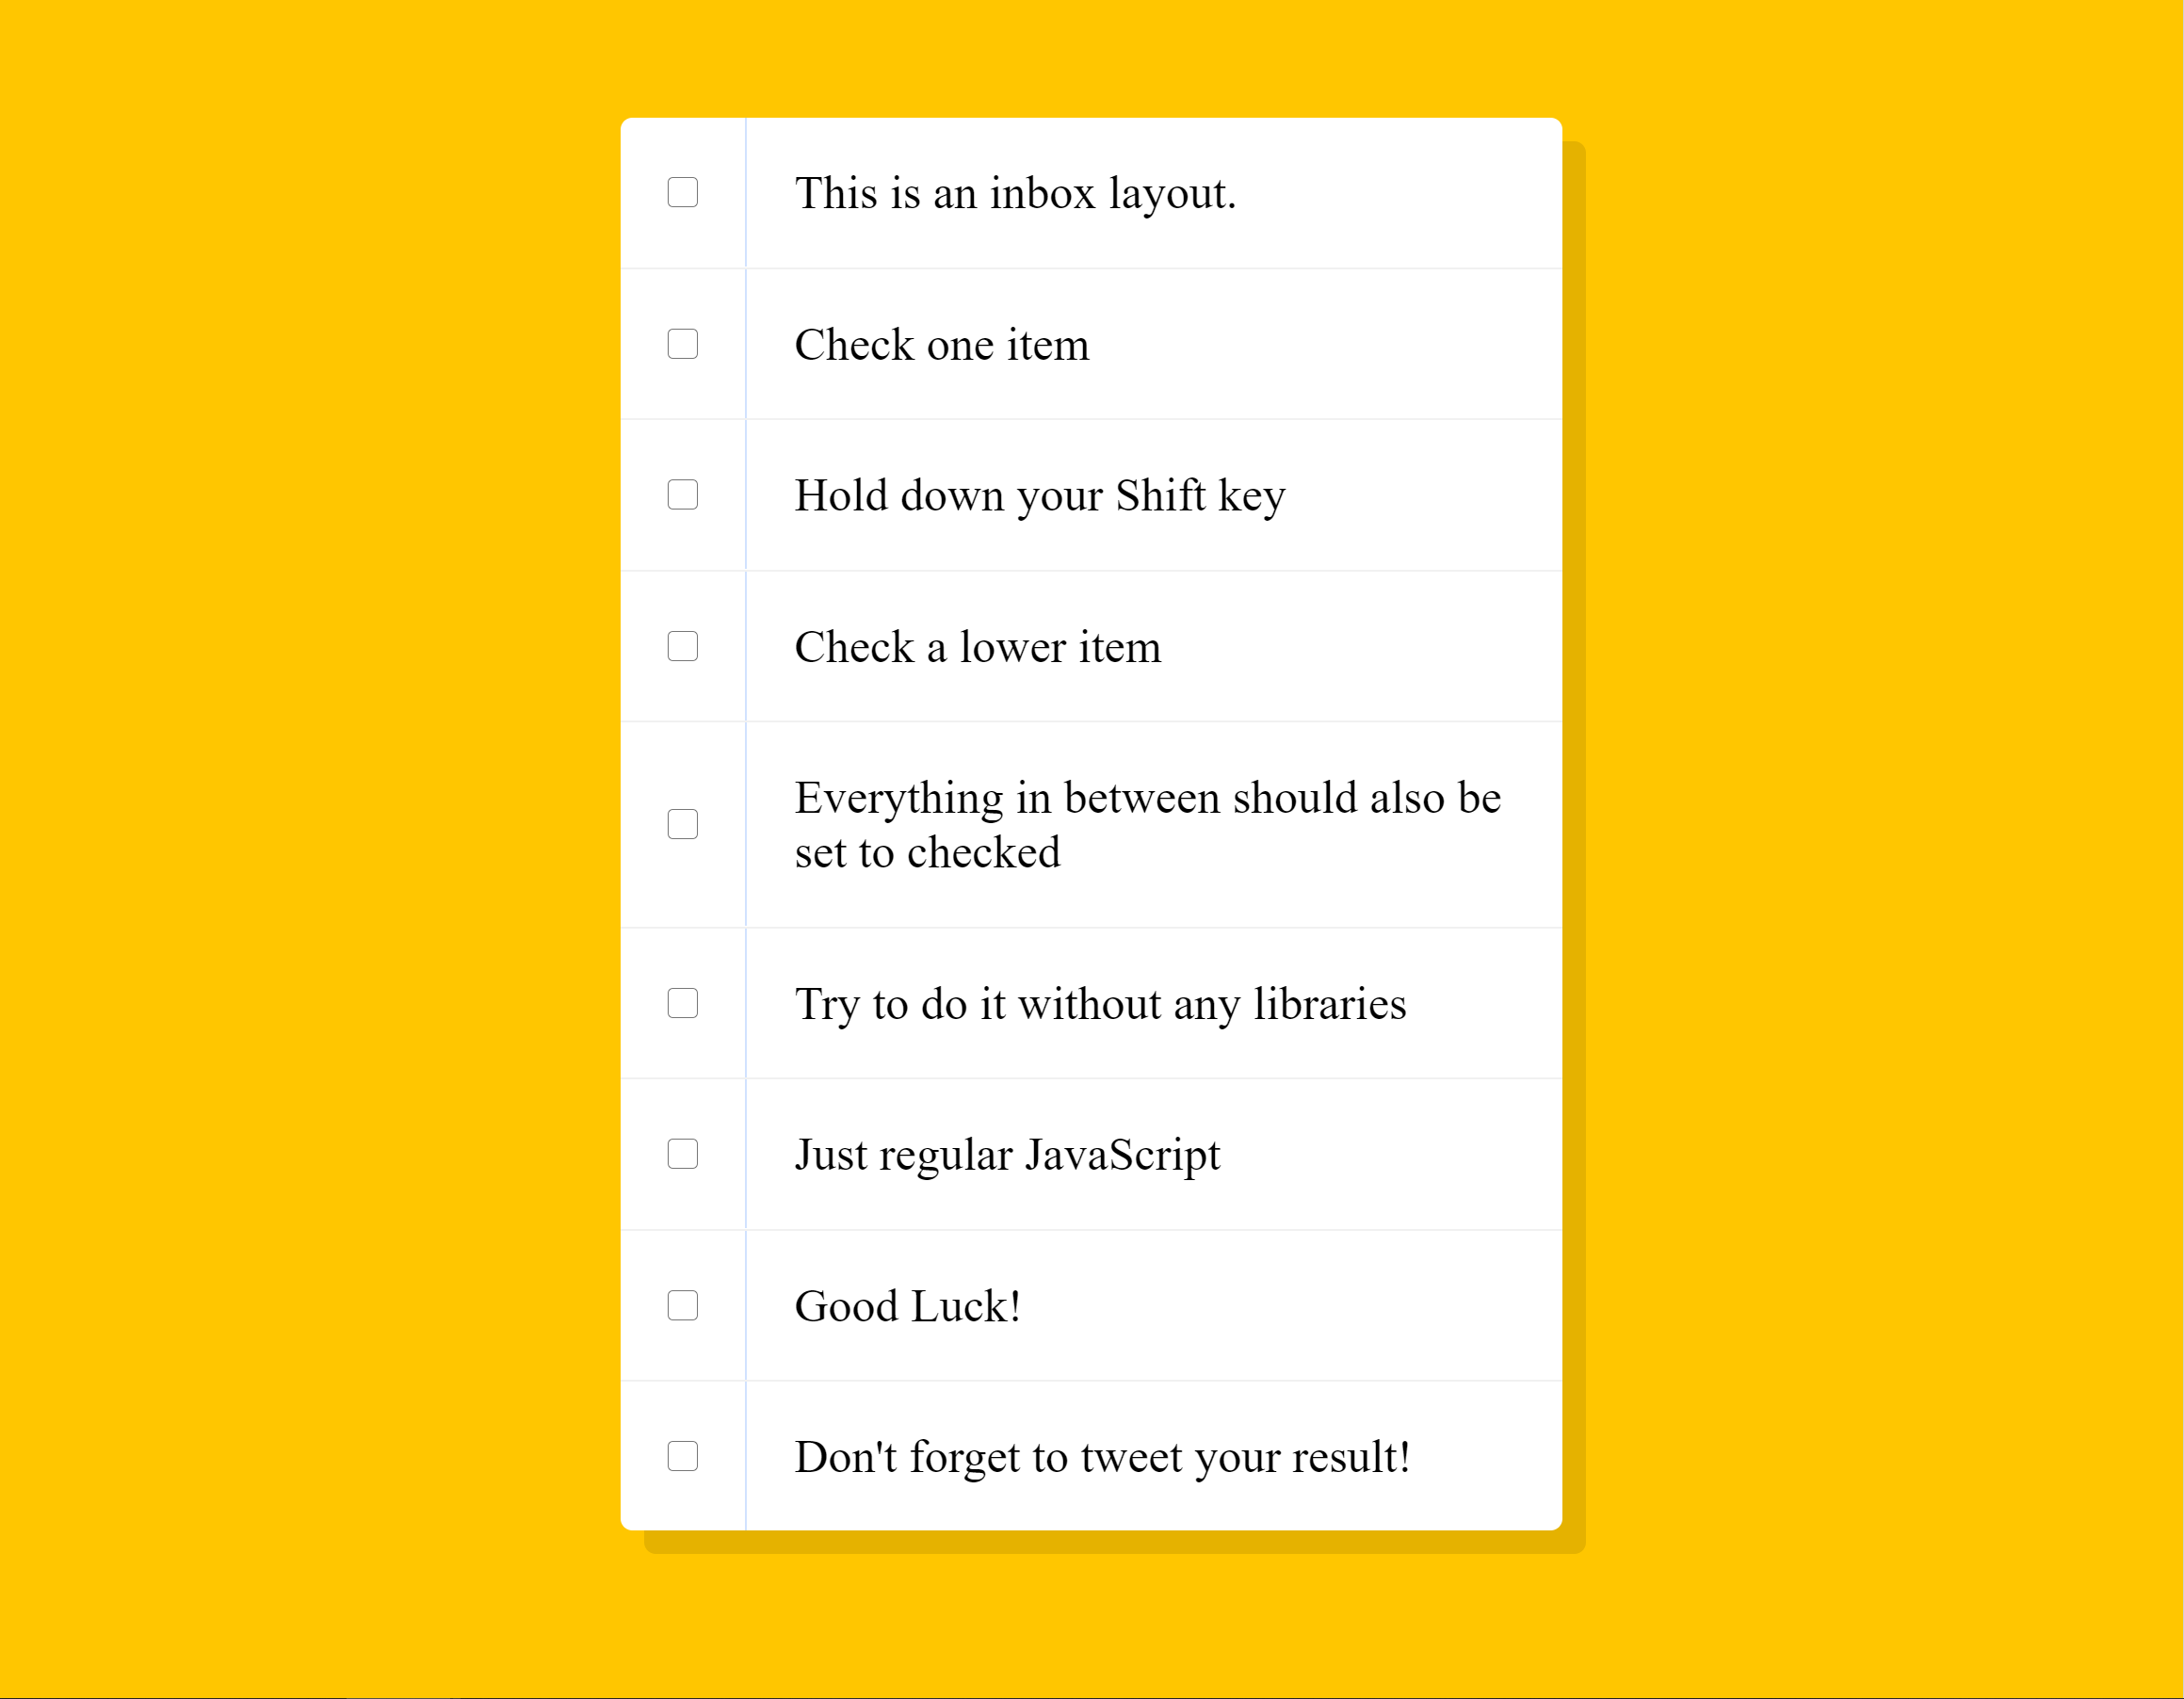 This is an inbox layout.
Check one item
Hold down your Shift key
Check a lower item
Everything in between should also be
set to checked
Try to do it without any libraries
Just regular JavaScript
Good Luck!
Don't forget to tweet your result!